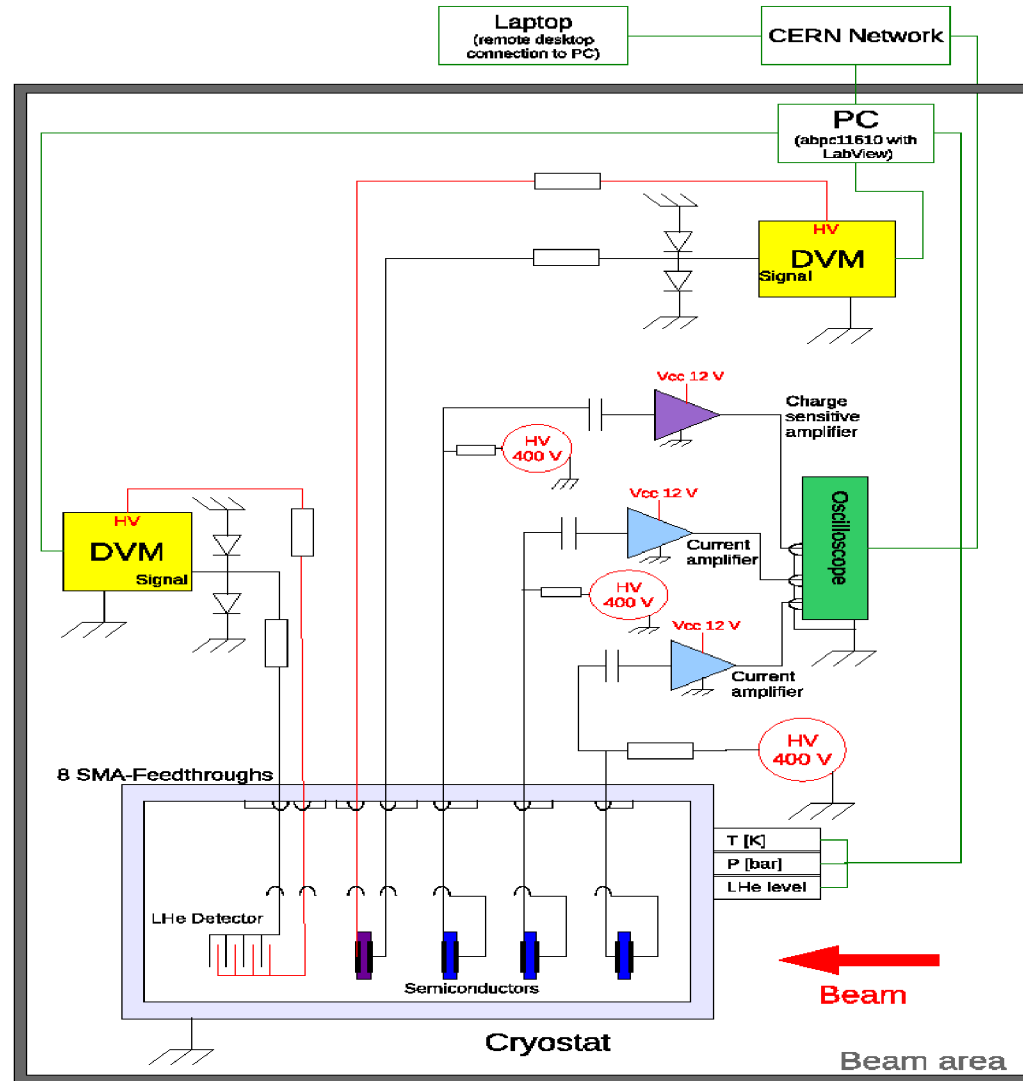 Laptop
(remote desktop
connection to PC)
CERN Network
PC
(abpc11610 with
LabView)
HV
DVM
Signal
Vcc 12 V
Charge
sensitive
amplifier
HV
400 V
Vcc 12 V
Current
amplifier
Oscilloscope
HV
DVM
Signal
HV
400 V
Vcc 12 V
Current
amplifier
HV
400 V
8 SMA-Feedthroughs
T [K]
P [bar]
LHe level
LHe Detector
Semiconductors
Beam
Cryostat
Beam area